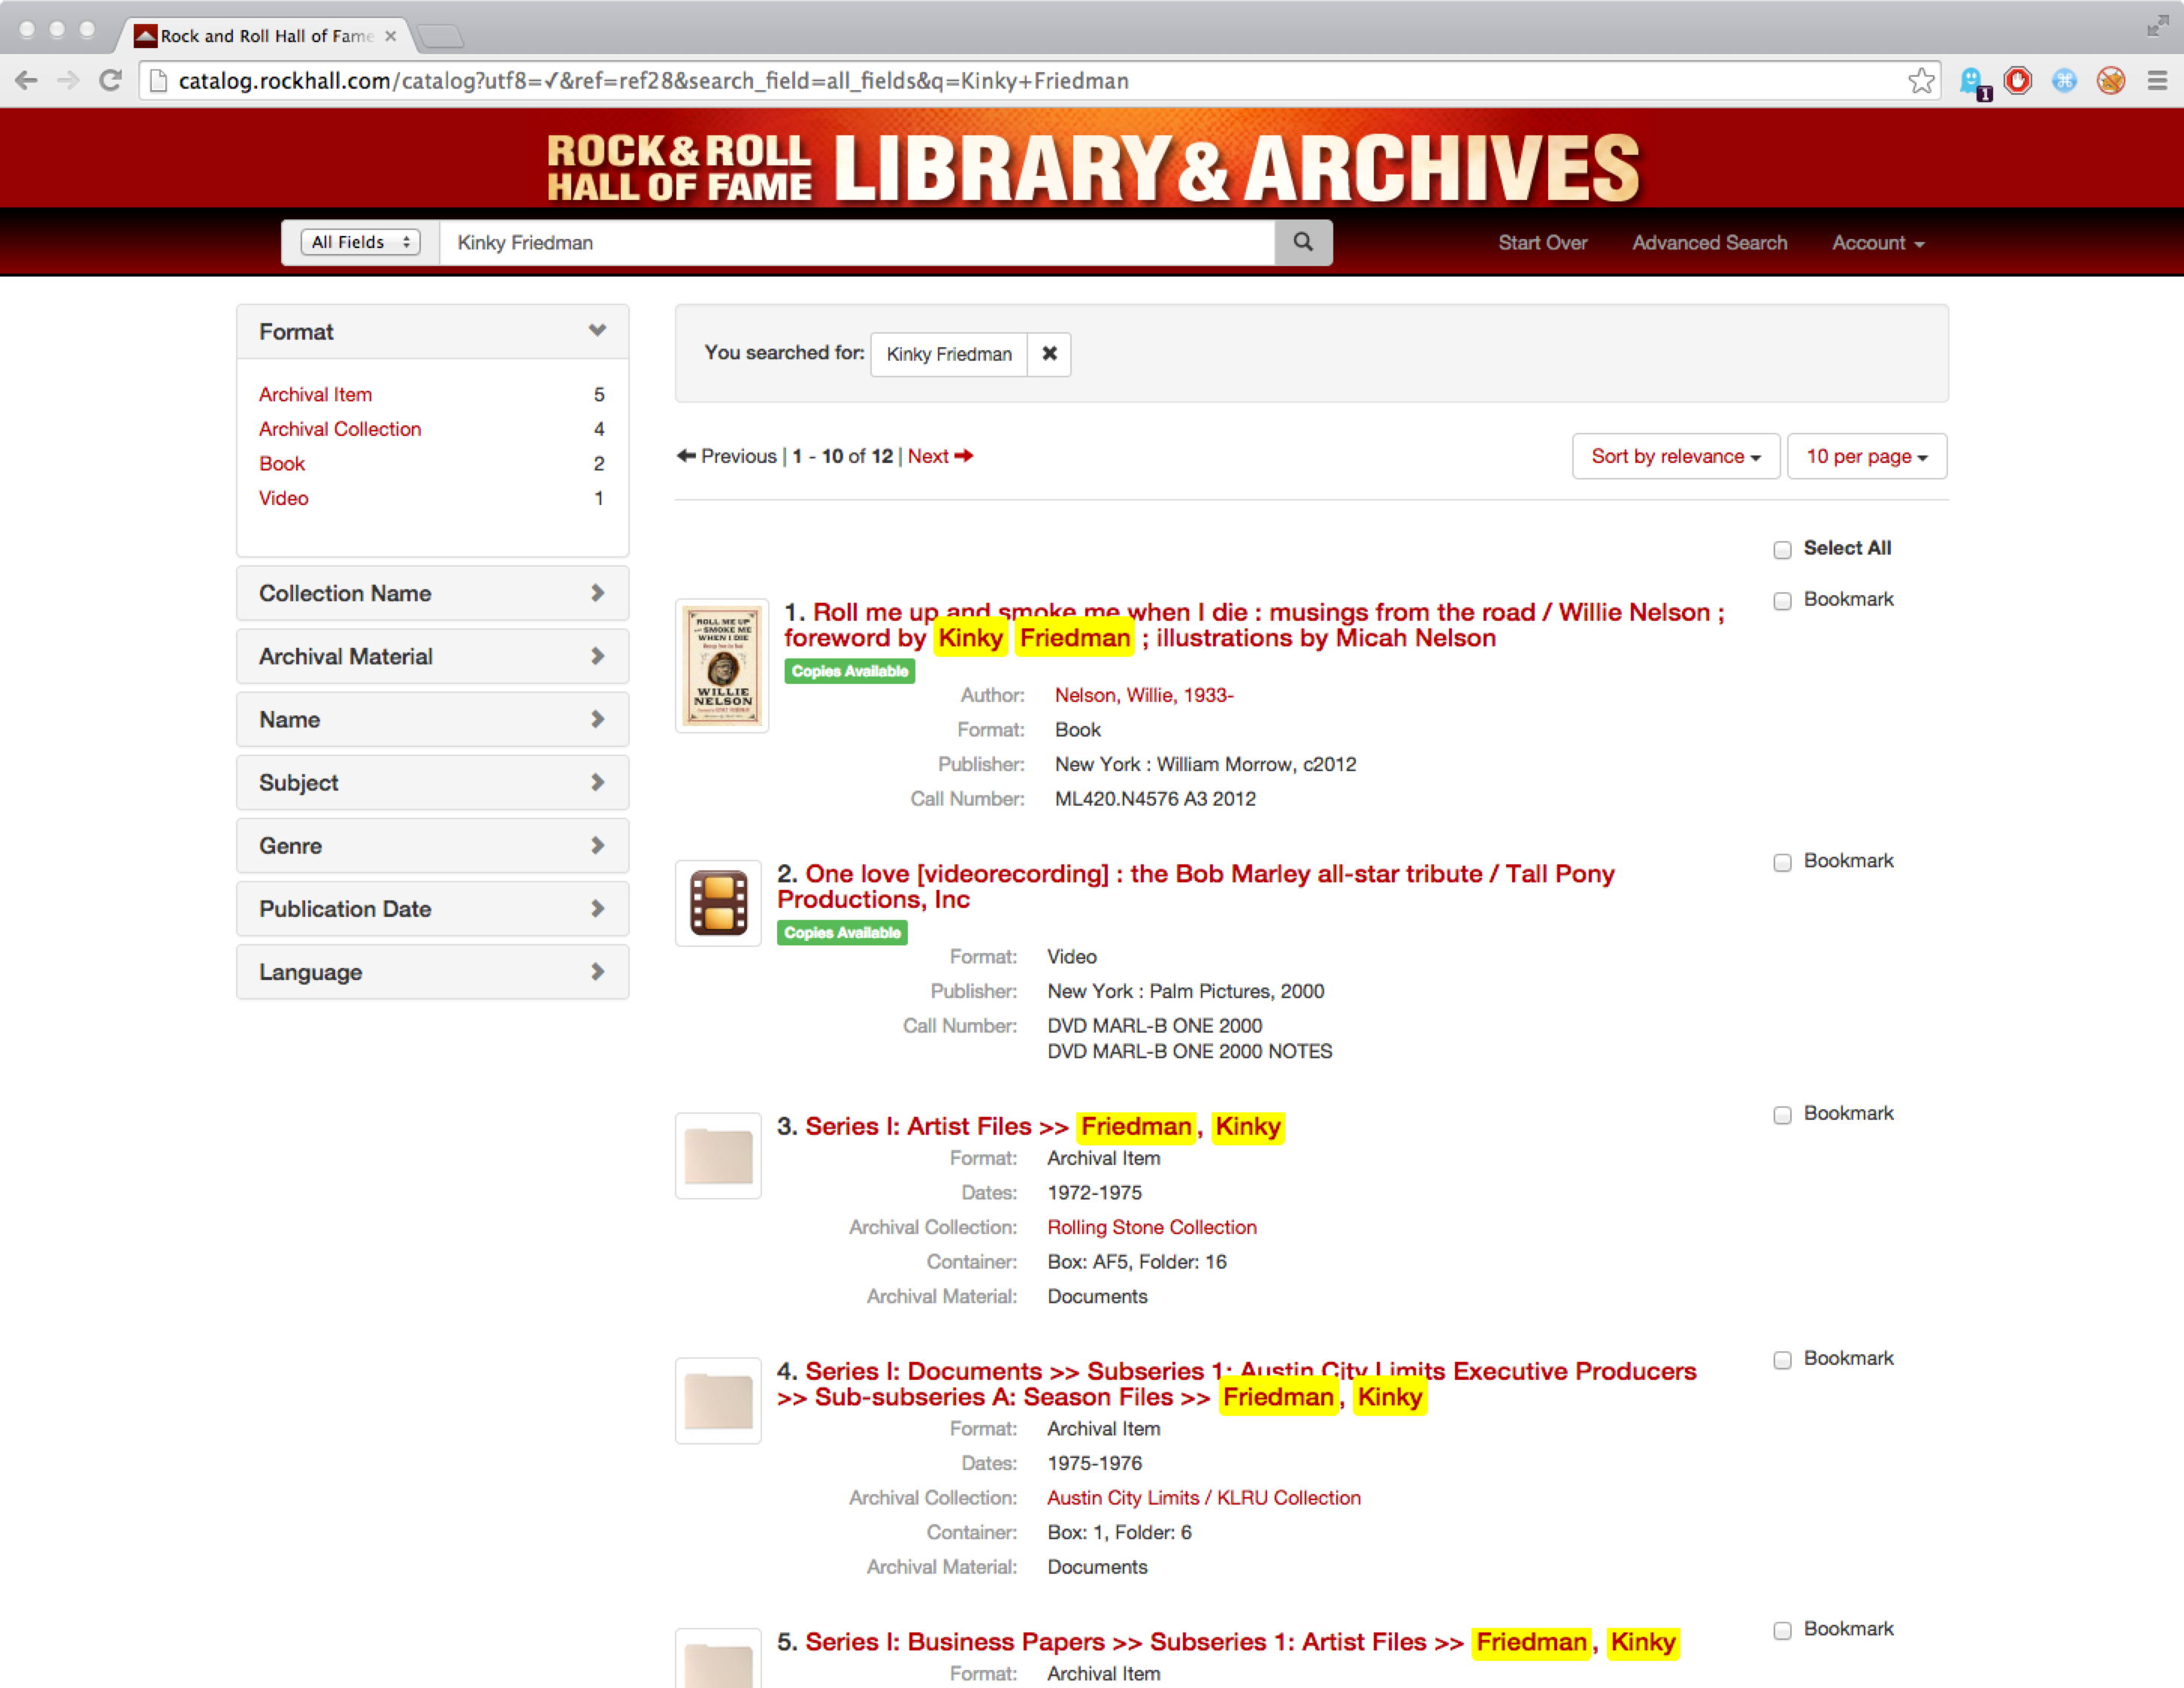 Rock and Roll Hall of Fame
catalog.rockhall.com/catalog?utf8=✓&ref=ref28&search_field=all_fields&q=Kinky+Friedman
1
ROCK & ROLL
HALL OF FAME
LIBRARY & ARCHIVES
All Fields
Kinky Friedman
Start Over
Advanced Search
Account
Format
Archival Item 5
Archival Collection 4
Book 2
Video 1
Collection Name
Archival Material
Name
Subject
Genre
Publication Date
Language
You searched for: Kinky Friedman
Previous | 1 - 10 of 12 | Next
Sort by relevance
10 per page
Select All
1. Roll me up and smoke me when I die : musings from the road / Willie Nelson ;
foreword by Kinky Friedman ; illustrations by Micah Nelson
Bookmark
ROLL ME UP
AND SMOKE ME
WHEN I DIE
WILLIE
NELSON
Copies Available
Author: Nelson, Willie, 1933-
Format: Book
Publisher: New York : William Morrow, c2012
Call Number: ML420.N4576 A3 2012
2. One love [videorecording] : the Bob Marley all-star tribute / Tall Pony
Productions, Inc
Bookmark
Copies Available
Format: Video
Publisher: New York : Palm Pictures, 2000
Call Number: DVD MARL-B ONE 2000
DVD MARL-B ONE 2000 NOTES
3. Series I: Artist Files >> Friedman, Kinky
Bookmark
Format: Archival Item
Dates: 1972-1975
Archival Collection: Rolling Stone Collection
Container: Box: AF5, Folder: 16
Archival Material: Documents
4. Series I: Documents >> Subseries 1: Austin City Limits Executive Producers
>> Sub-subseries A: Season Files >> Friedman, Kinky
Bookmark
Format: Archival Item
Dates: 1975-1976
Archival Collection: Austin City Limits / KLRU Collection
Container: Box: 1, Folder: 6
Archival Material: Documents
5. Series I: Business Papers >> Subseries 1: Artist Files >> Friedman, Kinky
Bookmark
Format: Archival Item